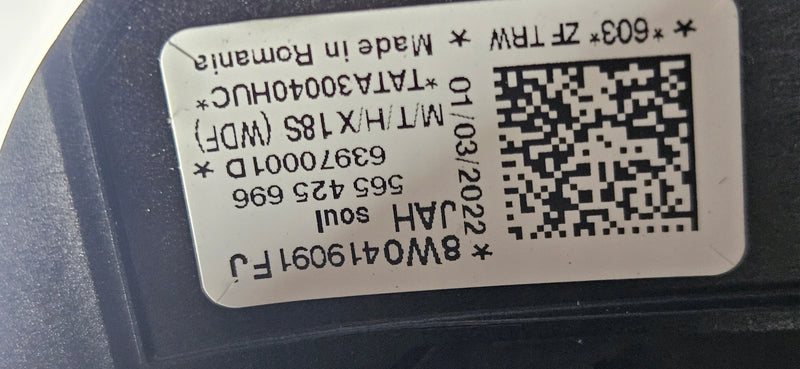 *8W0419091FJ
JAH soul
565 425 696
63970001D *
M/T/H/X18S (WDF)
*TATA30040HUC*
Made in Romania
01/03/2022
* *603* ZF TRW *